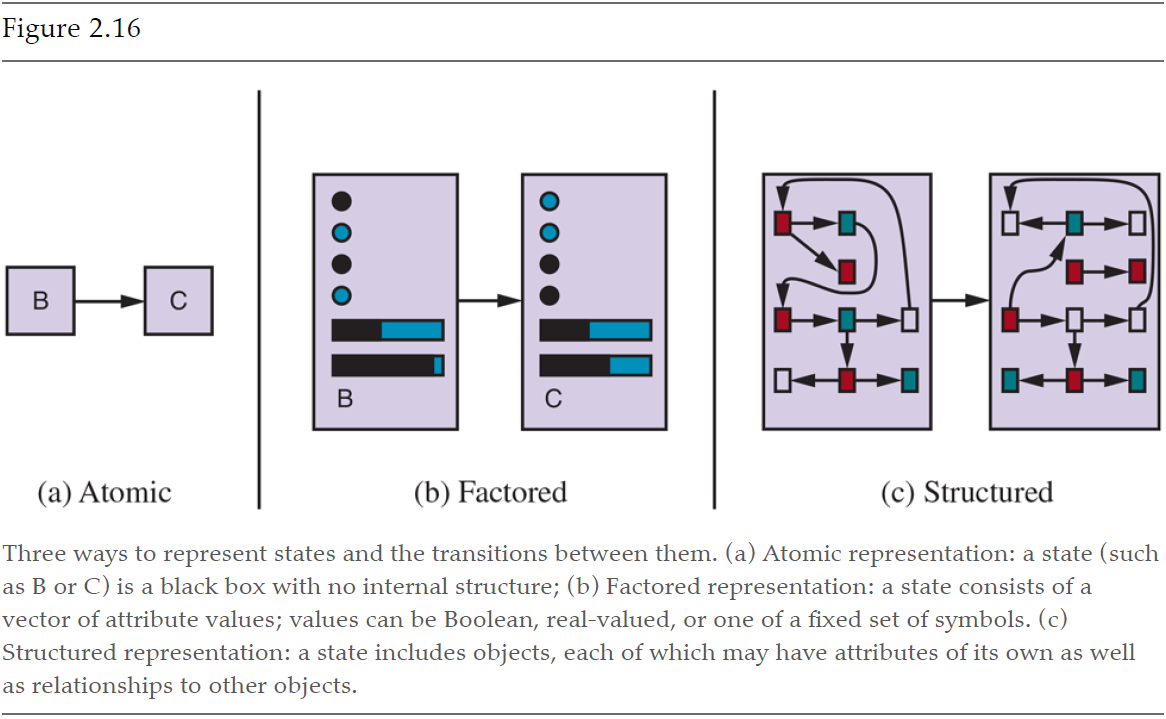 Figure 2.16
B
C
B
C
(a) Atomic
(b) Factored
(c) Structured
Three ways to represent states and the transitions between them. (a) Atomic representation: a state (such
as B or C) is a black box with no internal structure; (b) Factored representation: a state consists of a
vector of attribute values; values can be Boolean, real-valued, or one of a fixed set of symbols. (c)
Structured representation: a state includes objects, each of which may have attributes of its own as well
as relationships to other objects.